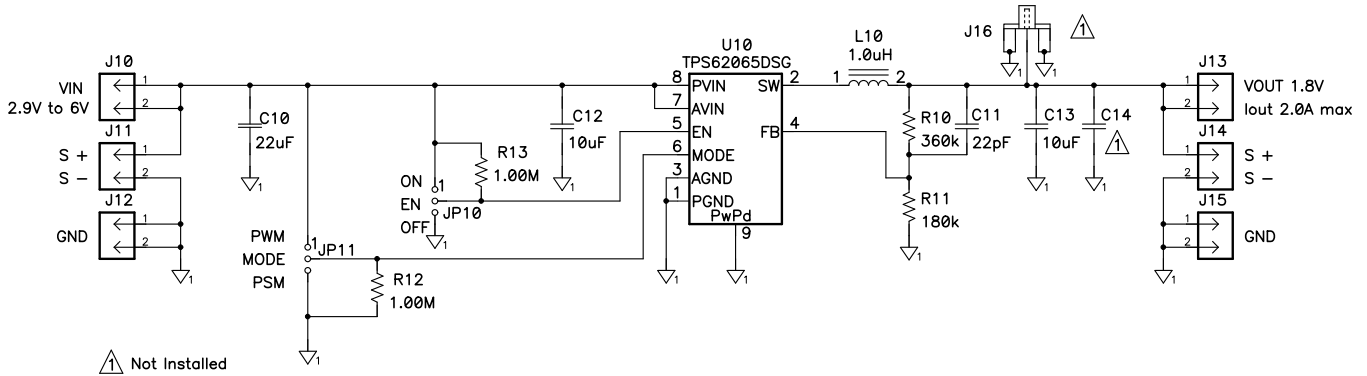 J16
1
1
1
U10
TPS62065DSG
L10
1.0uH
J10
VIN
2.9V to 6V
1
2
J11
S +
S -
1
2
J12
GND
1
2
1
C10
22uF
1
PWM
MODE
PSM
1
JP11
R12
1.00M
1
ON
EN
OFF
1
JP10
1
R13
1.00M
C12
10uF
1
8
7
5
6
3
1
PVIN
AVIN
EN
MODE
AGND
PGND
PwPd
9
SW
FB
2
4
1
1
1
2
R10
360k
C11
22pF
R11
180k
1
C13
10uF
1
C14
1
1
J13
1
2
VOUT 1.8V
Iout 2.0A max
J14
1
2
S +
S -
J15
1
2
GND
1
1 Not Installed